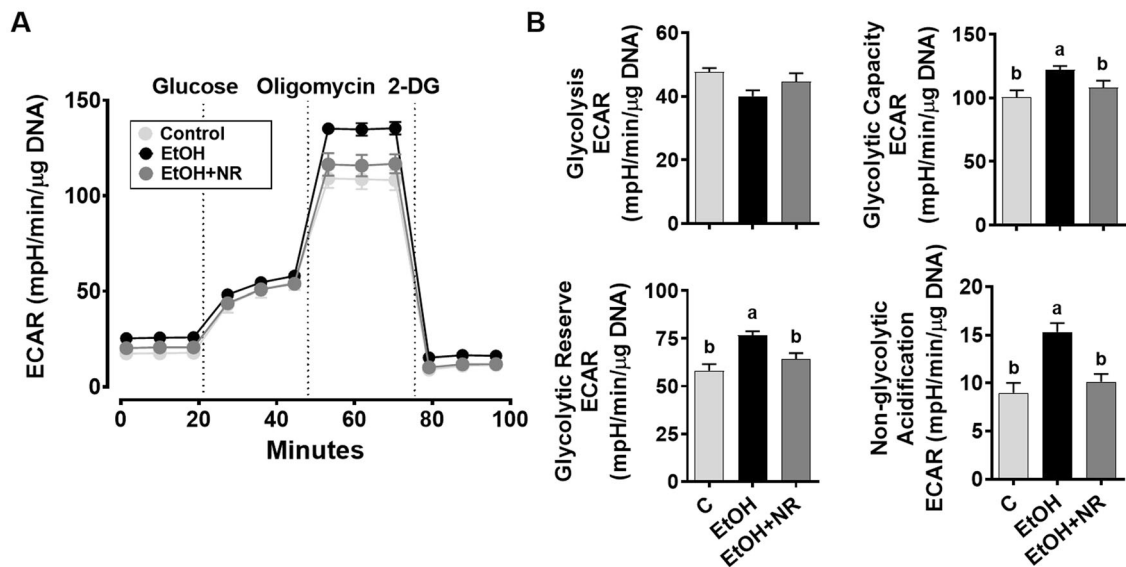 A
Glucose Oligomycin 2-DG
ECAR (mpH/min/µg DNA)
150
100
50
0
Control
EtOH
EtOH+NR
0 20 40 60 80 100
Minutes
B
Glycolysis
ECAR
(mpH/min/µg DNA)
60
40
20
0
Glycolytic Capacity
ECAR
(mpH/min/µg DNA)
150
100
50
0
b a b
Glycolytic Reserve
ECAR
(mpH/min/µg DNA)
100
75
50
25
0
b a b
C EtOH EtOH+NR
Non-glycolytic
Acidification
ECAR (mpH/min/µg DNA)
20
15
10
5
0
b a b
C EtOH EtOH+NR